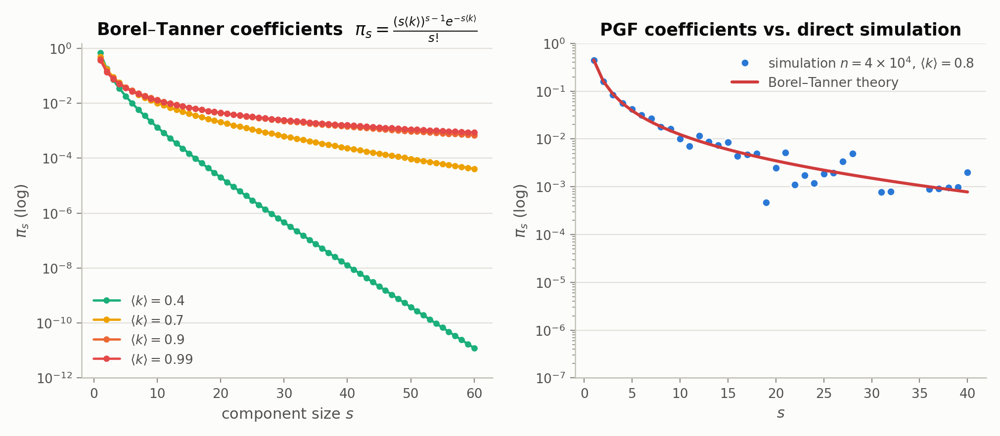 Borel–Tanner coefficients π_s = (s⟨k⟩)^{s−1} e^{−s⟨k⟩} / s!
π_s (log)
10^0
10^{−2}
10^{−4}
10^{−6}
10^{−8}
10^{−10}
10^{−12}
⟨k⟩ = 0.4
⟨k⟩ = 0.7
⟨k⟩ = 0.9
⟨k⟩ = 0.99
0 10 20 30 40 50 60
component size s
PGF coefficients vs. direct simulation
π_s (log)
10^0
10^{−1}
10^{−2}
10^{−3}
10^{−4}
10^{−5}
10^{−6}
10^{−7}
simulation n = 4 × 10^4, ⟨k⟩ = 0.8
Borel–Tanner theory
0 5 10 15 20 25 30 35 40
s